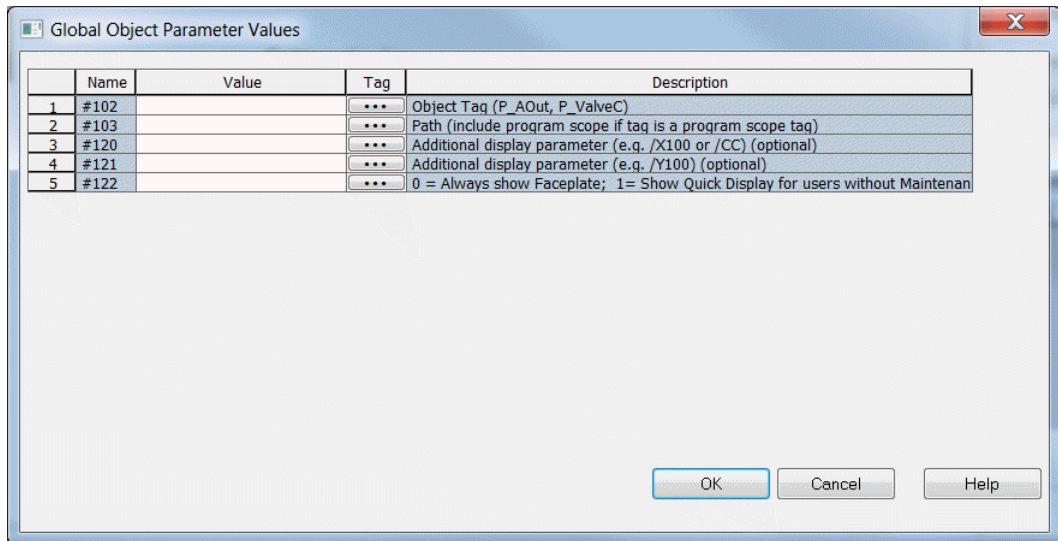 Global Object Parameter Values
X
Name Value Tag Description
1 #102 ••• Object Tag (P_AOut, P_ValveC)
2 #103 ••• Path (include program scope if tag is a program scope tag)
3 #120 ••• Additional display parameter (e.g. /X100 or /CC) (optional)
4 #121 ••• Additional display parameter (e.g. /Y100) (optional)
5 #122 ••• 0 = Always show Faceplate; 1= Show Quick Display for users without Maintenan
OK Cancel Help